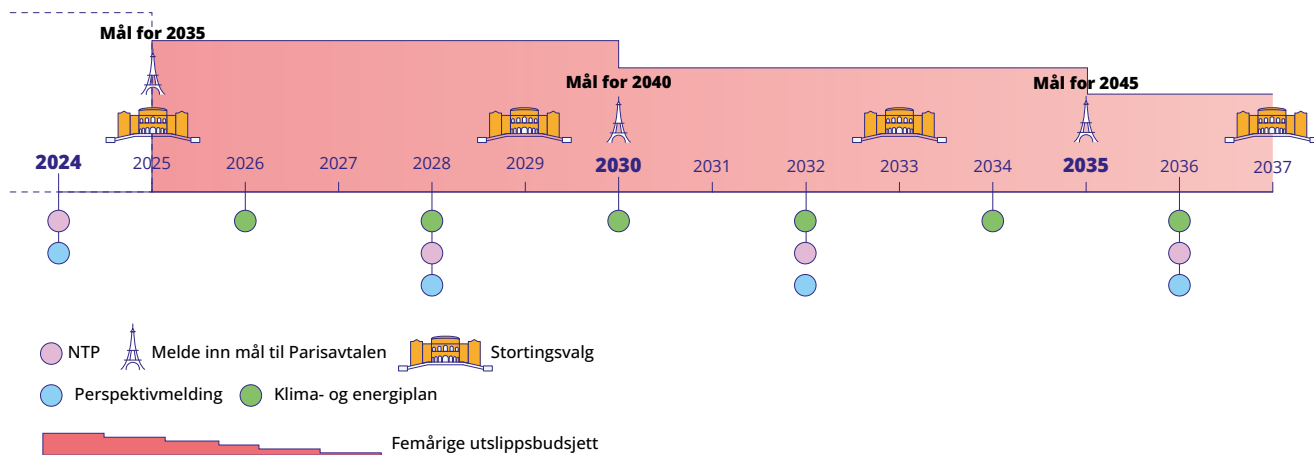 Mål for 2035
Mål for 2040
Mål for 2045
2024 2025 2026 2027 2028 2029 2030 2031 2032 2033 2034 2035 2036 2037
NTP Melde inn mål til Parisavtalen Stortingsvalg
Perspektivmelding Klima- og energiplan
Femårige utslippsbudsjett